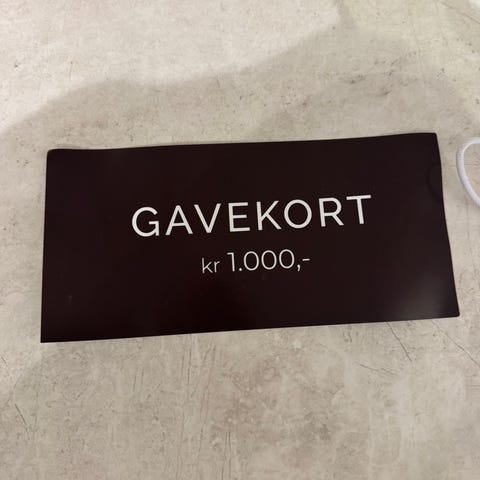 GAVEKORT
kr 1.000,-